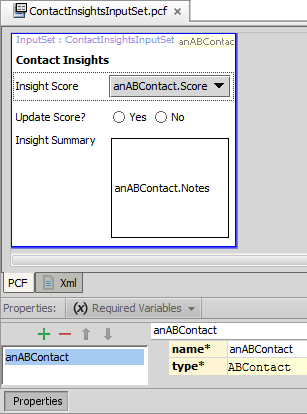 ContactInsightsInputSet.pcf ×
InputSet : ContactInsightsInputSet anABContac
Contact Insights
Insight Score anABContact.Score
Update Score? Yes No
Insight Summary
anABContact.Notes
PCF Xml
Properties: (x) Required Variables
anABContact
anABContact name* anABContact
type* ABContact
Properties